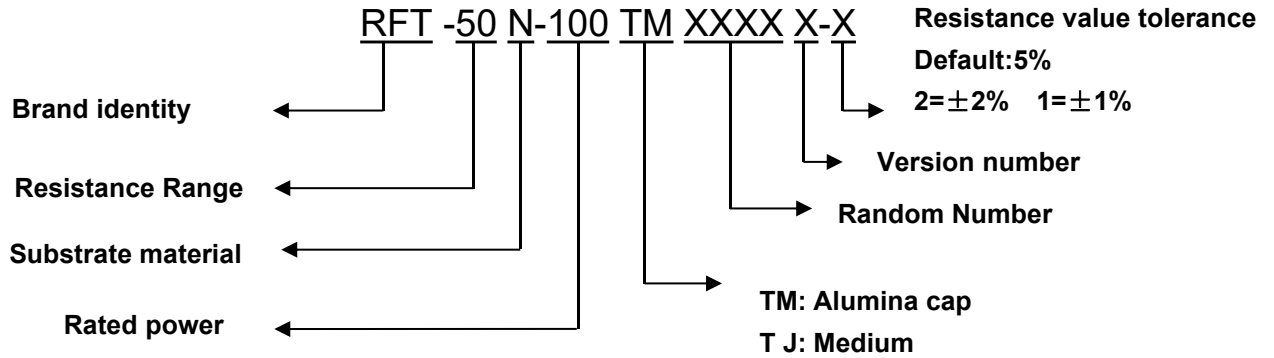 RFT -50 N-100 TM XXXX X-X
Resistance value tolerance
Default:5%
2=±2% 1=±1%
Brand identity
Version number
Resistance Range
Random Number
Substrate material
TM: Alumina cap
Rated power
T J: Medium